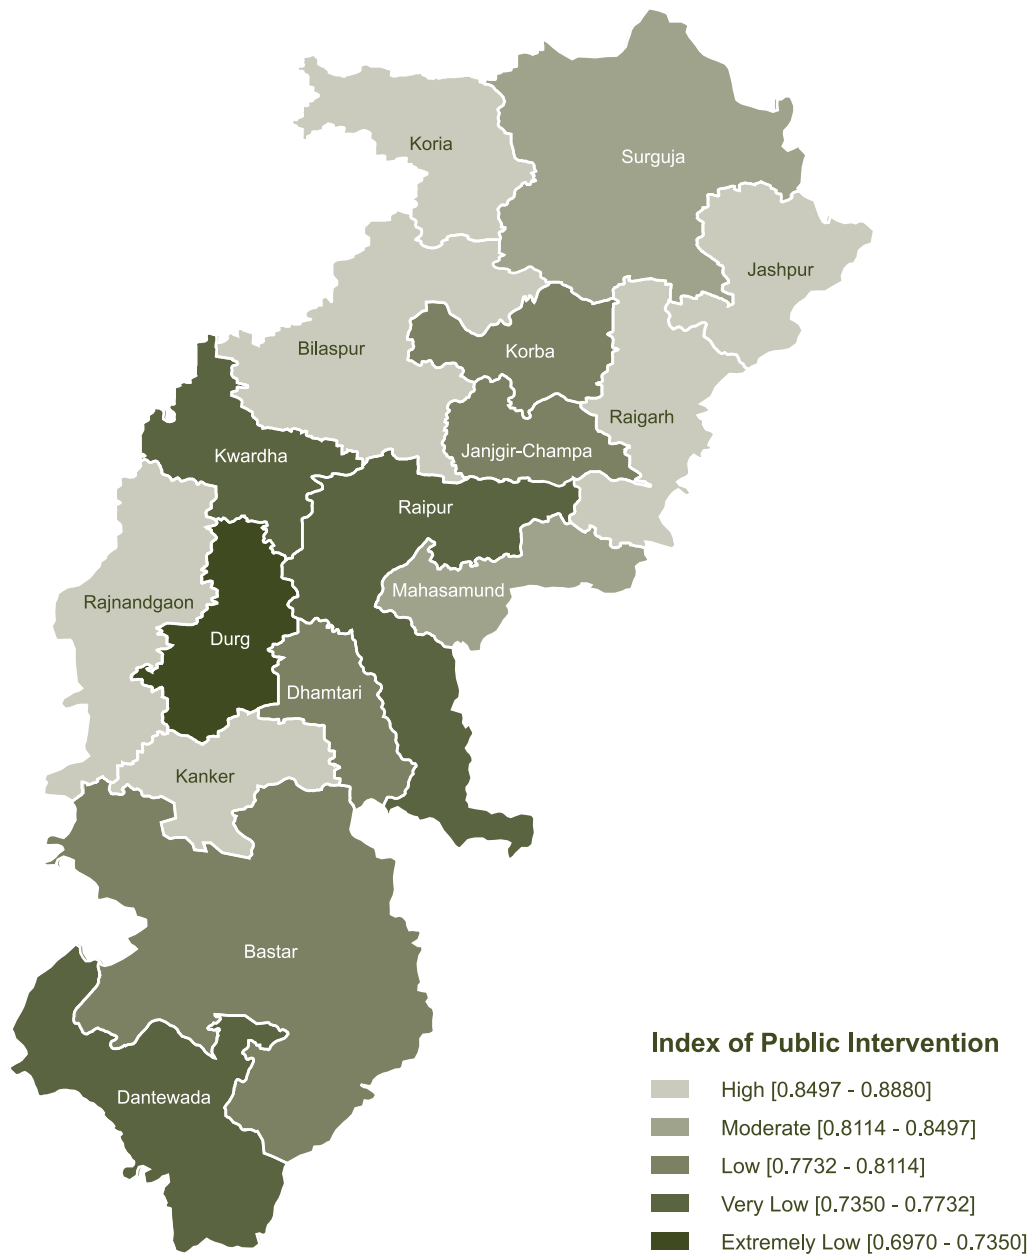 Koria
Surguja
Jashpur
Bilaspur
Korba
Raigarh
Janjgir-Champa
Kwardha
Raipur
Mahasamund
Rajnandgaon
Durg
Dhamtari
Kanker
Bastar
Dantewada
Index of Public Intervention
High [0.8497 - 0.8880]
Moderate [0.8114 - 0.8497]
Low [0.7732 - 0.8114]
Very Low [0.7350 - 0.7732]
Extremely Low [0.6970 - 0.7350]